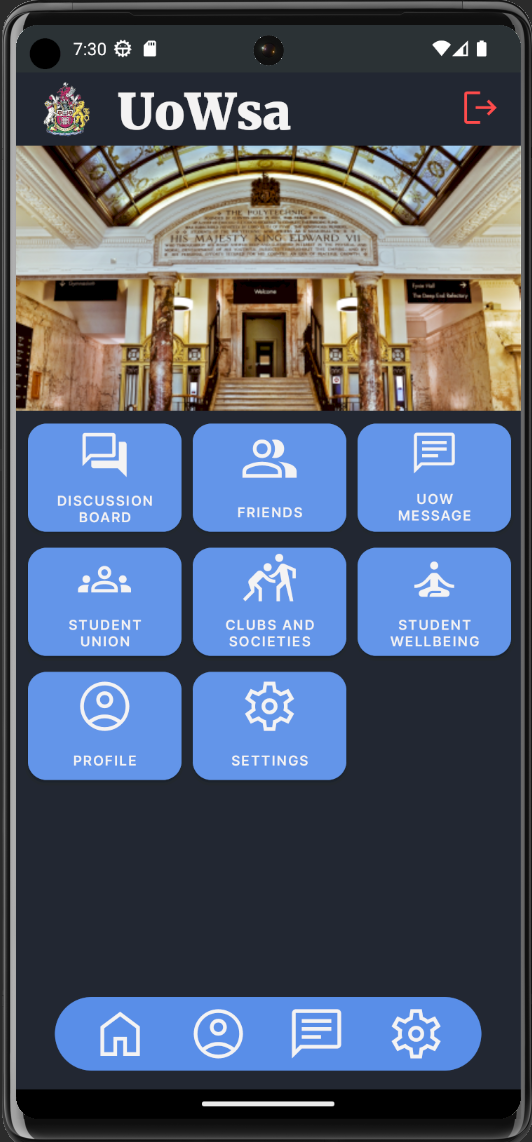 7:30
UoWsa
THE POLYTECHNIC
HIS MAJESTY KING EDWARD VII
Gymnasium
Welcome
Fyvie Hall
The Deep End Refectory
DISCUSSION
BOARD
FRIENDS
UOW
MESSAGE
STUDENT
UNION
CLUBS AND
SOCIETIES
STUDENT
WELLBEING
PROFILE
SETTINGS